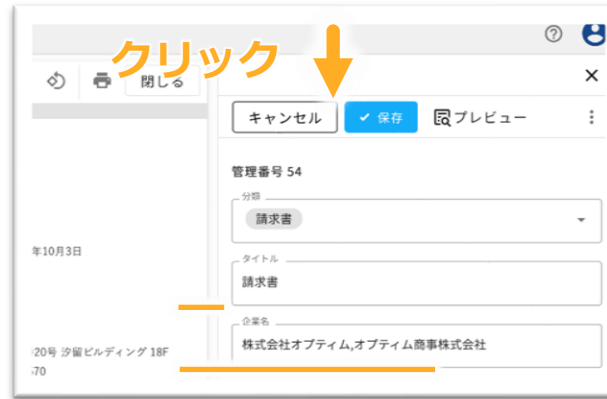 クリック
閉じる
キャンセル
保存
プレビュー
管理番号 54
分類
請求書
年10月3日
タイトル
請求書
企業名
株式会社オプティム,オプティム商事株式会社
20号 汐留ビルディング 18F
70